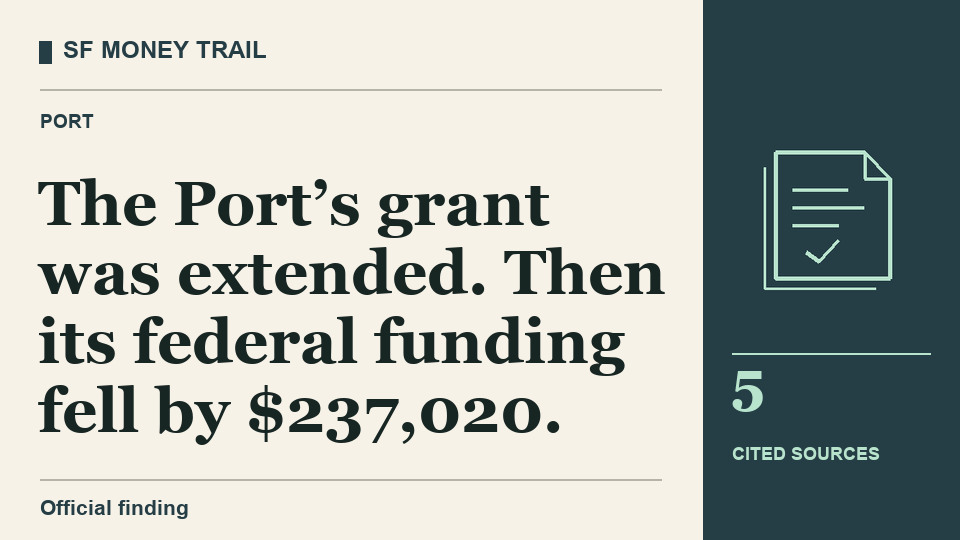 SF MONEY TRAIL
PORT
The Port’s grant
was extended. Then
its federal funding
fell by $237,020.
Official finding
5
CITED SOURCES